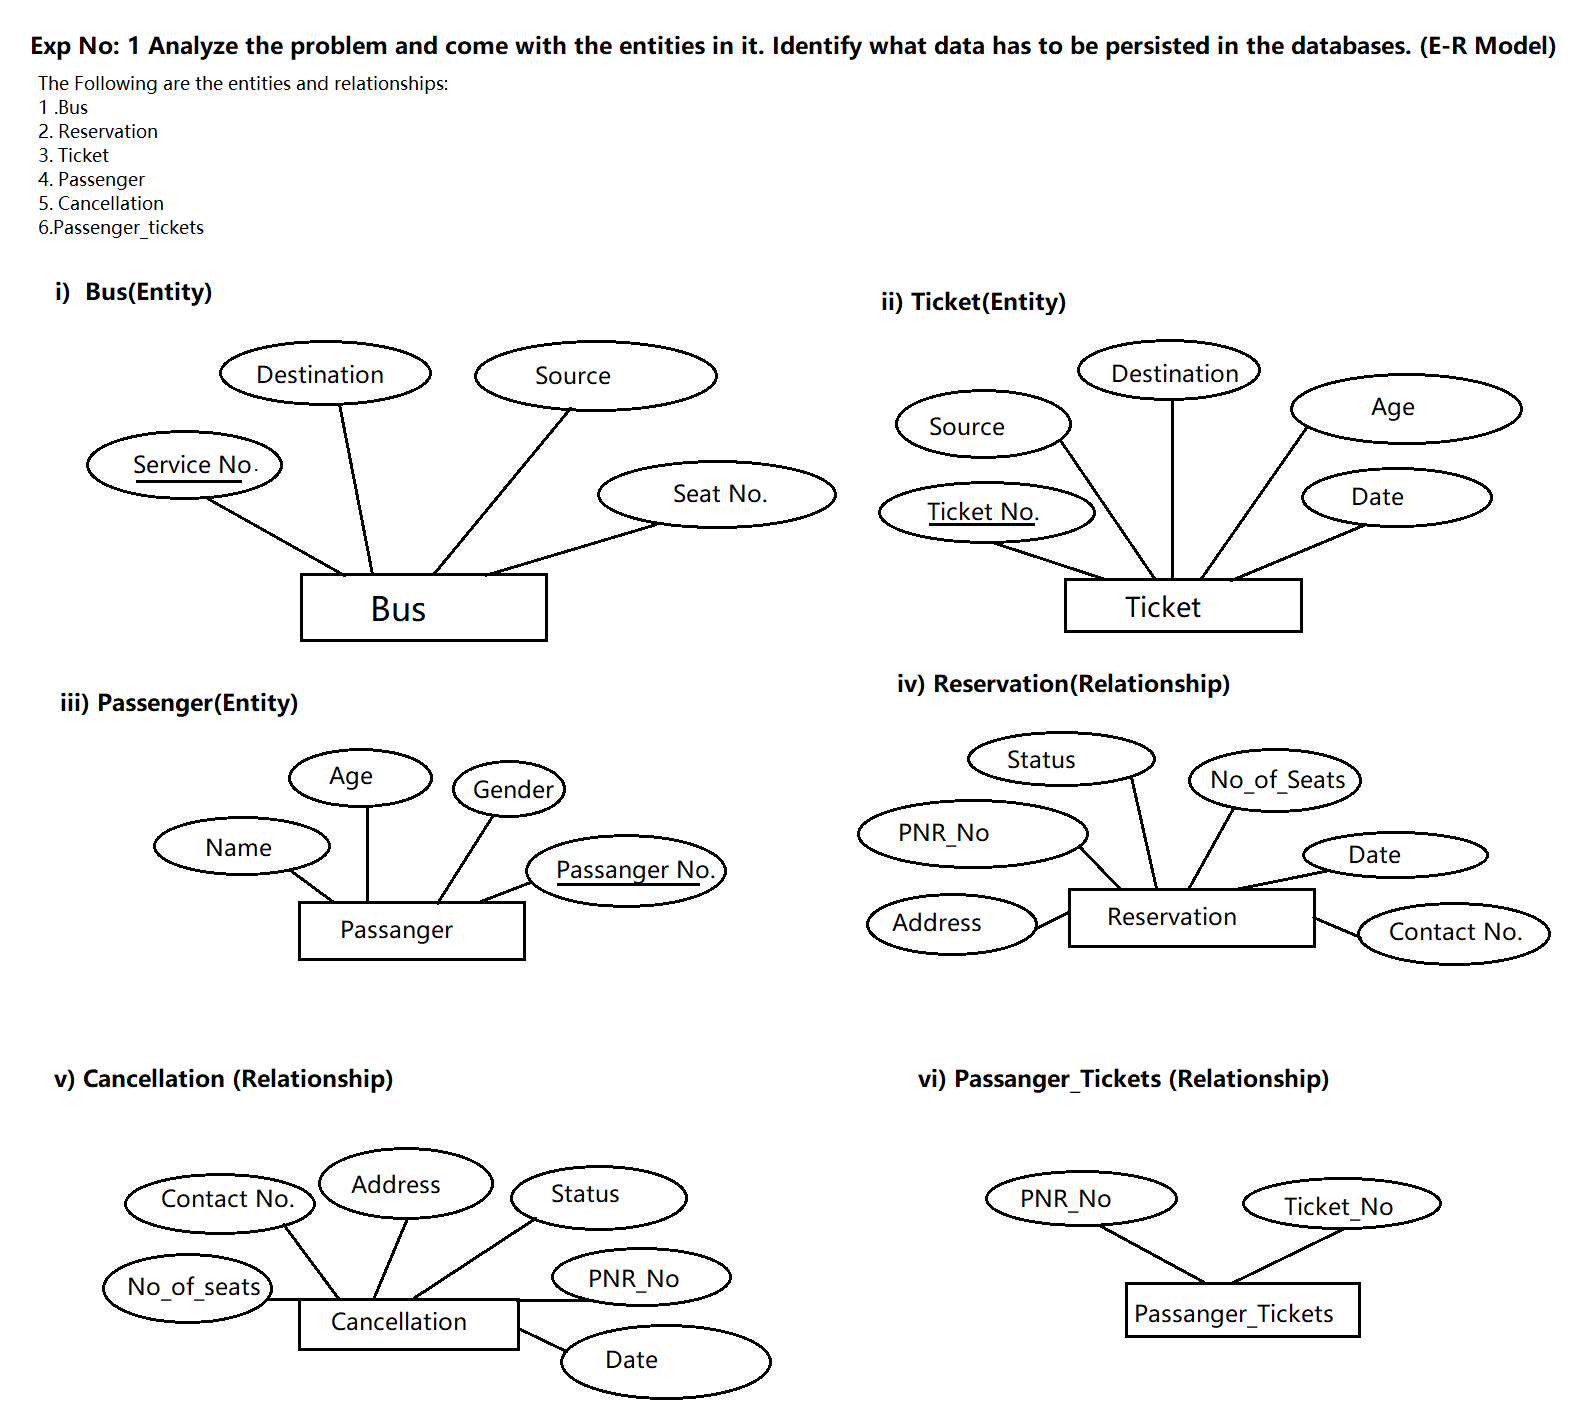 Exp No: 1 Analyze the problem and come with the entities in it. Identify what data has to be persisted in the databases. (E-R Model)
The Following are the entities and relationships:
1 .Bus
2. Reservation
3. Ticket
4. Passenger
5. Cancellation
6.Passenger_tickets
i) Bus(Entity)
Destination
Source
Service No.
Seat No.
Bus
ii) Ticket(Entity)
Destination
Age
Source
Date
Ticket No.
Ticket
iii) Passenger(Entity)
Age
Gender
Name
Passanger No.
Passanger
iv) Reservation(Relationship)
Status
No_of_Seats
PNR_No
Date
Address
Contact No.
Reservation
v) Cancellation (Relationship)
Contact No.
Address
Status
No_of_seats
PNR_No
Cancellation
Date
vi) Passanger_Tickets (Relationship)
PNR_No
Ticket_No
Passanger_Tickets